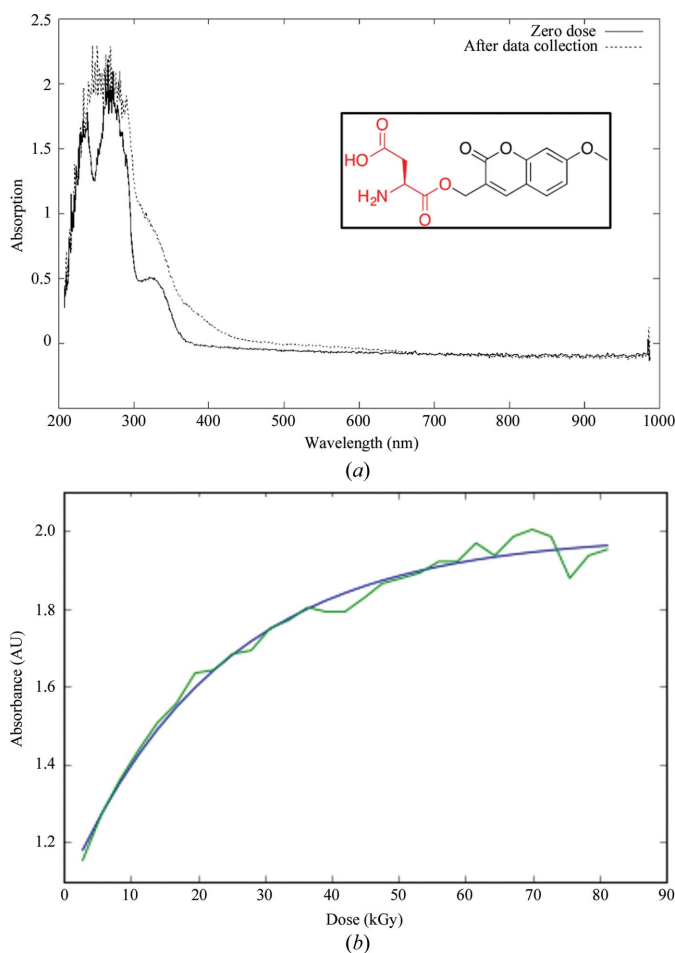 2.5
Zero dose
After data collection
2
1.5
1
0.5
0
Absorption
O
HO
H2N
O
O
O
O
O
200 300 400 500 600 700 800 900 1000
Wavelength (nm)
(a)
2.0
1.8
1.6
1.4
1.2
Absorbance (AU)
0 10 20 30 40 50 60 70 80 90
Dose (kGy)
(b)